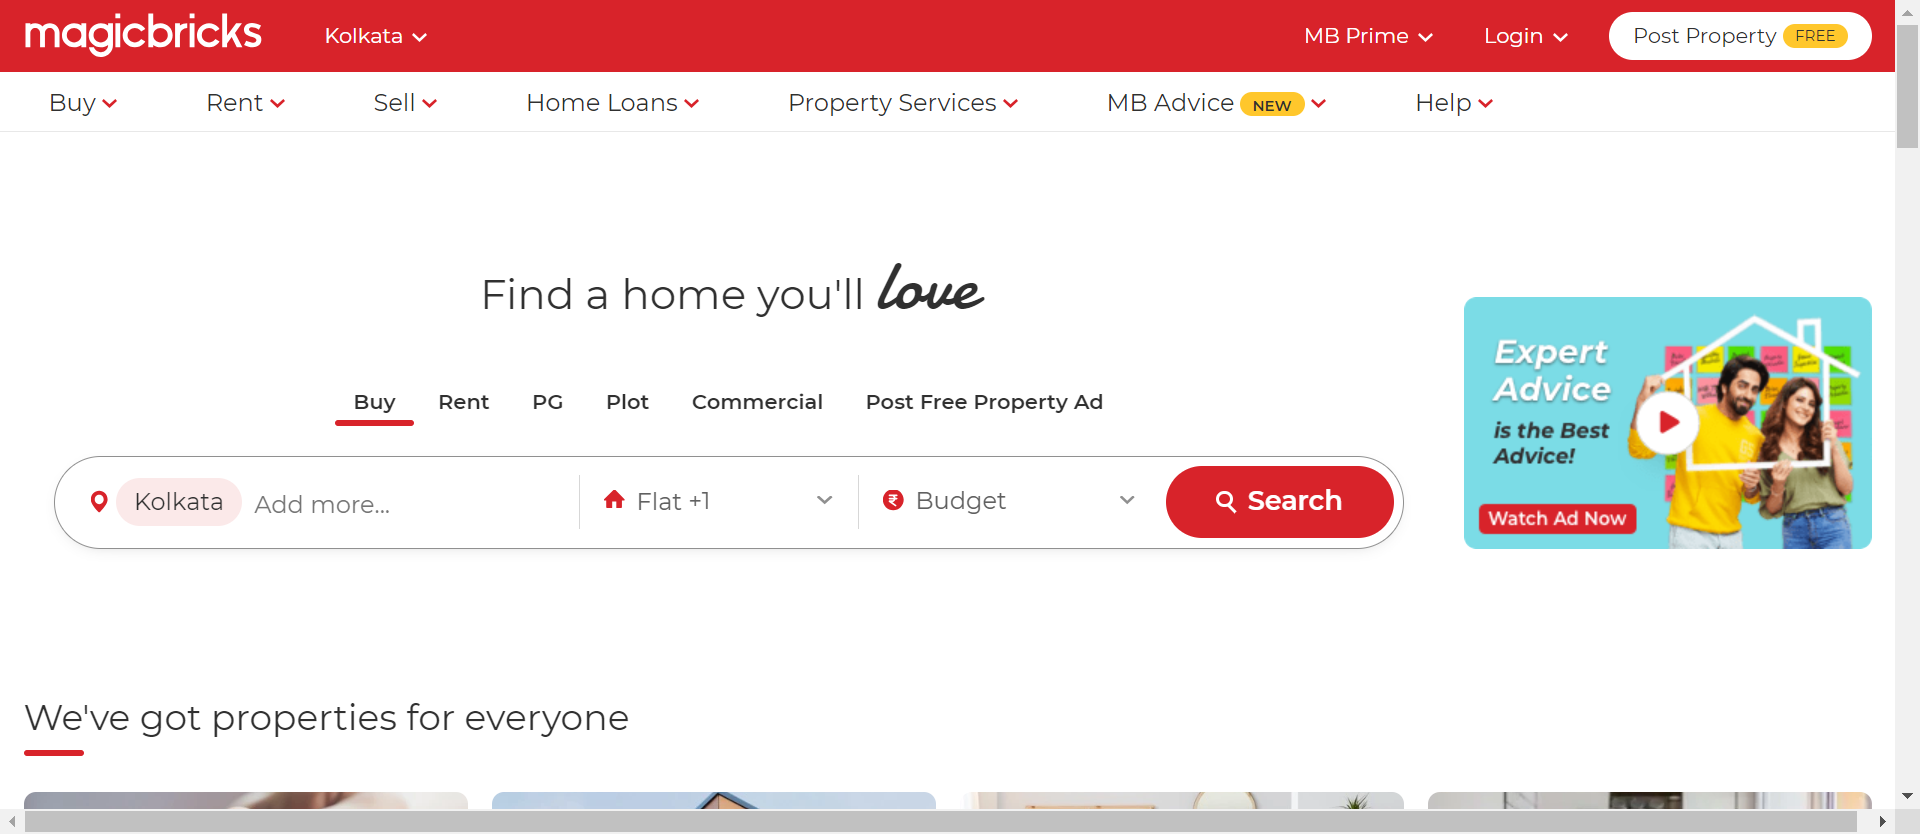 magicbricks
Kolkata
MB Prime
Login
Post Property FREE
Buy
Rent
Sell
Home Loans
Property Services
MB Advice NEW
Help
Find a home you'll love
Buy
Rent
PG
Plot
Commercial
Post Free Property Ad
Kolkata
Add more...
Flat +1
Budget
Search
Expert
Advice
is the Best
Advice!
Watch Ad Now
We've got properties for everyone